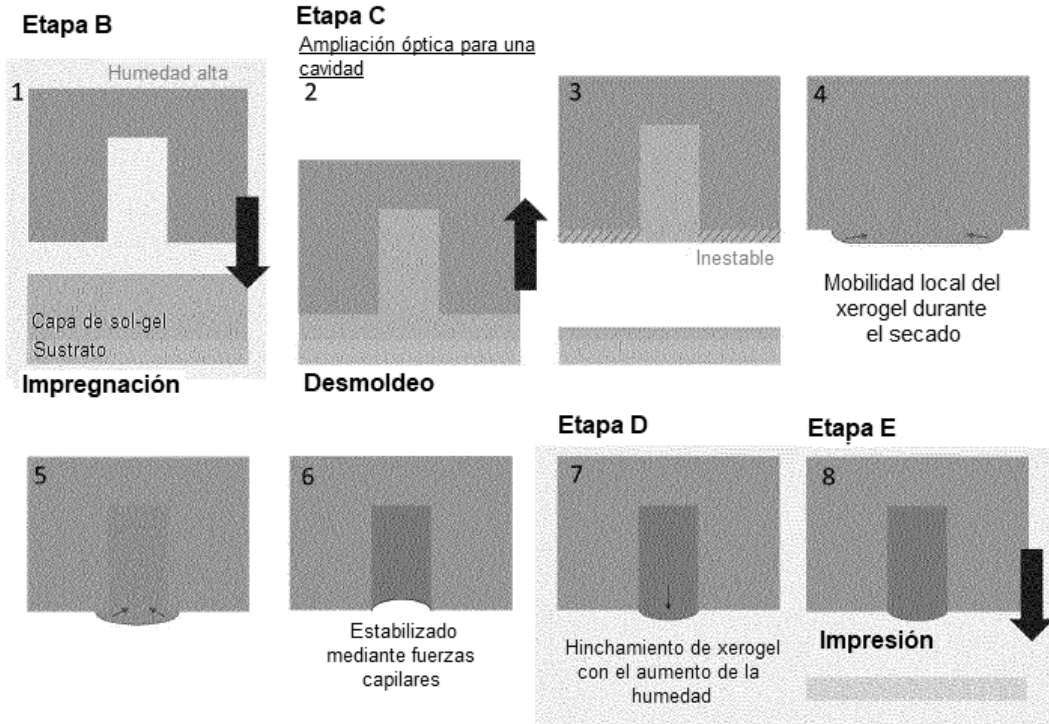 Etapa B
Humedad alta
1
Capa de sol-gel
Sustrato
Impregnación
Etapa C
Ampliación óptica para una
cavidad
2
Desmoldeo
3
Inestable
4
Mobilidad local del
xerogel durante
el secado
5
6
Estabilizado
mediante fuerzas
capilares
Etapa D
7
Hinchamiento de xerogel
con el aumento de la
humedad
Etapa E
8
Impresión